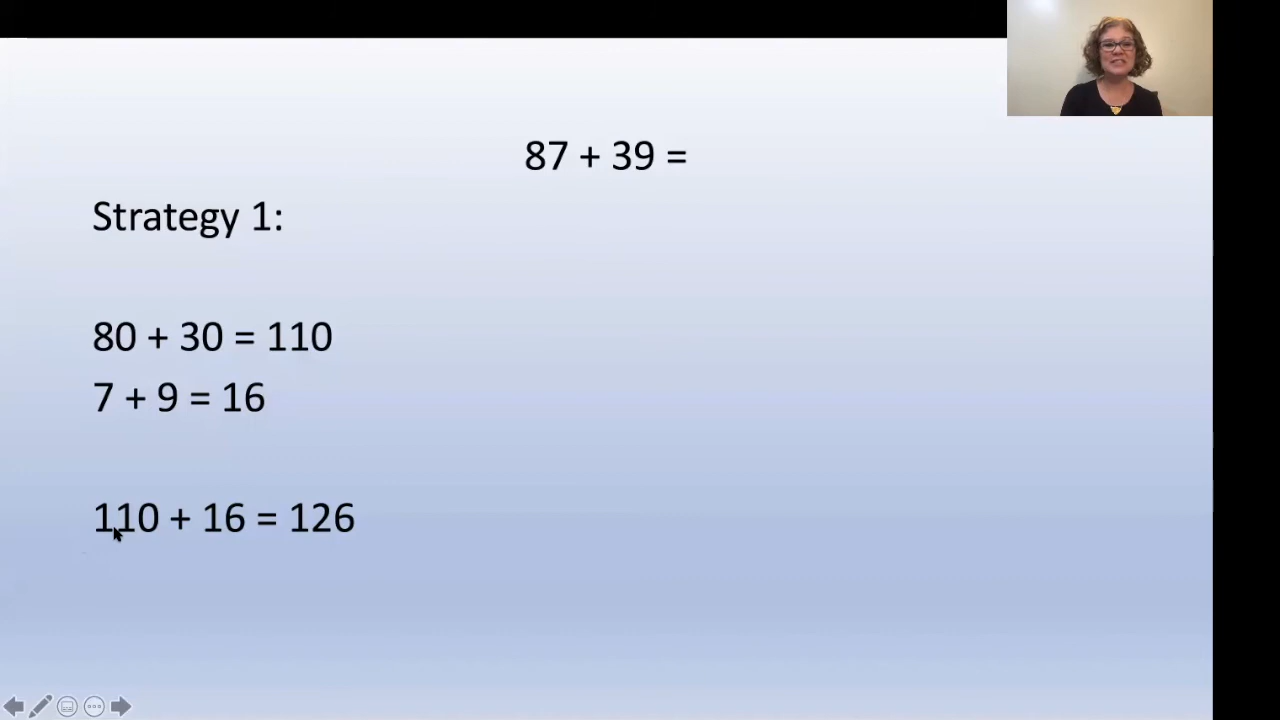 87 + 39 =
Strategy 1:
80 + 30 = 110
7 + 9 = 16
110 + 16 = 126